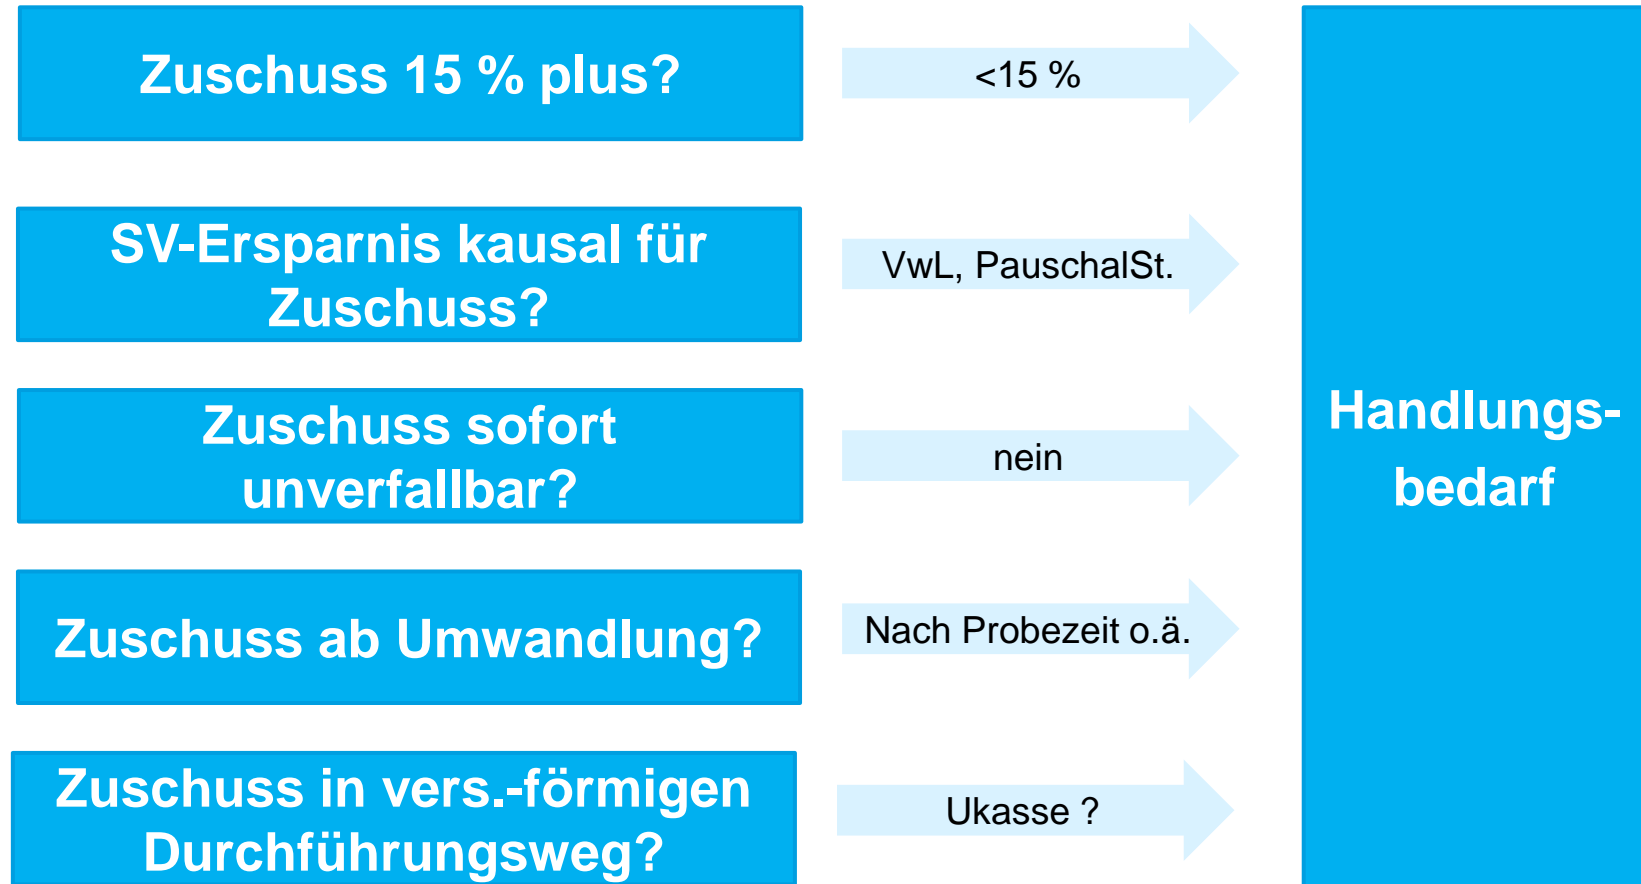 Zuschuss 15 % plus?
<15 %
SV-Ersparnis kausal für
Zuschuss?
VwL, PauschalSt.
Zuschuss sofort
unverfallbar?
nein
Zuschuss ab Umwandlung?
Nach Probezeit o.ä.
Zuschuss in vers.-förmigen
Durchführungsweg?
Ukasse ?
Handlungs-
bedarf